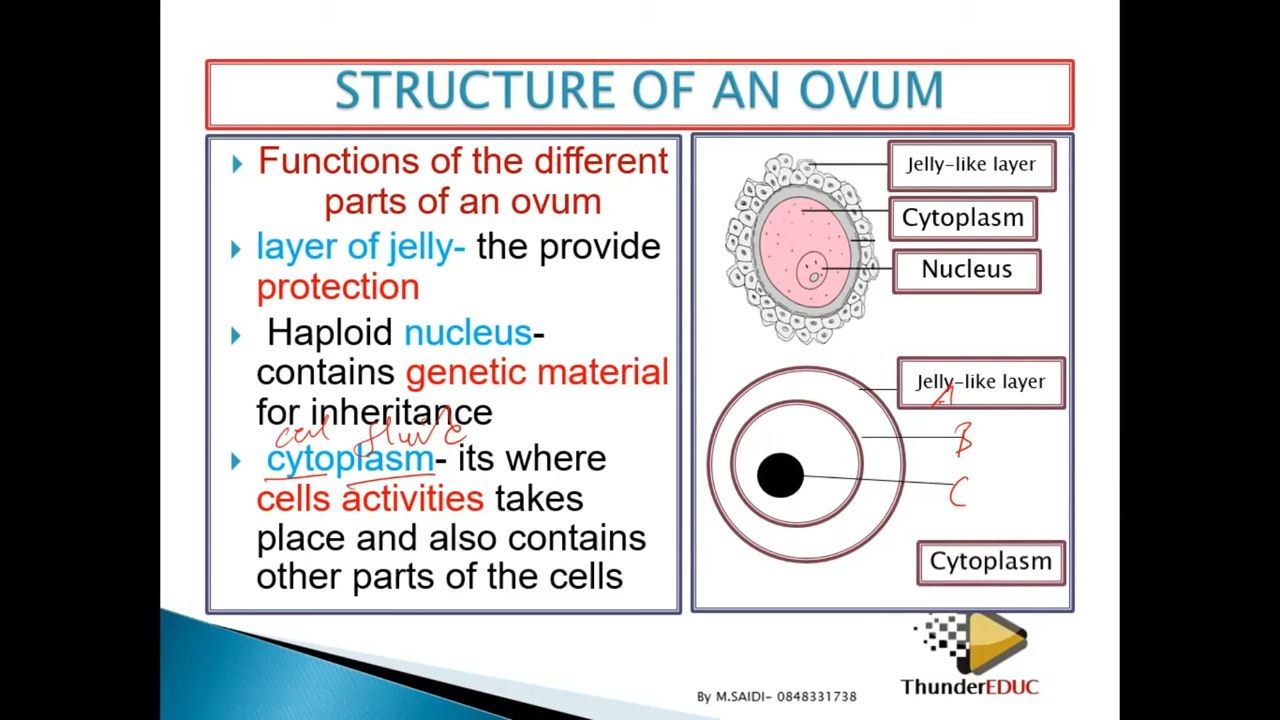 STRUCTURE OF AN OVUM
Functions of the different
parts of an ovum
layer of jelly- the provide
protection
Haploid nucleus-
contains genetic material
for inheritance
cell
cytoplasm- its where
cells activities takes
place and also contains
other parts of the cells
Jelly-like layer
Cytoplasm
Nucleus
Jelly-like layer
A
B
C
Cytoplasm
ThunderEDUC
By M.SAIDI- 0848331738